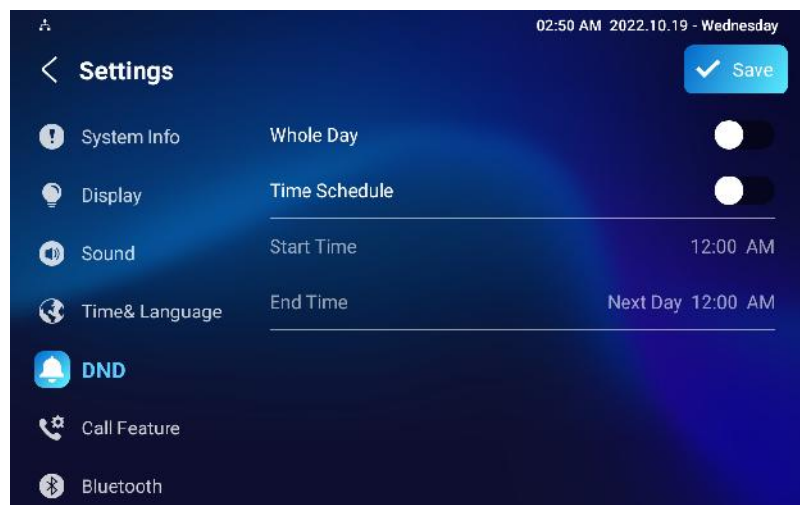 02:50 AM 2022.10.19 - Wednesday
Settings
Save
System Info
Whole Day
Display
Time Schedule
Sound
Start Time 12:00 AM
Time& Language
End Time Next Day 12:00 AM
DND
Call Feature
Bluetooth